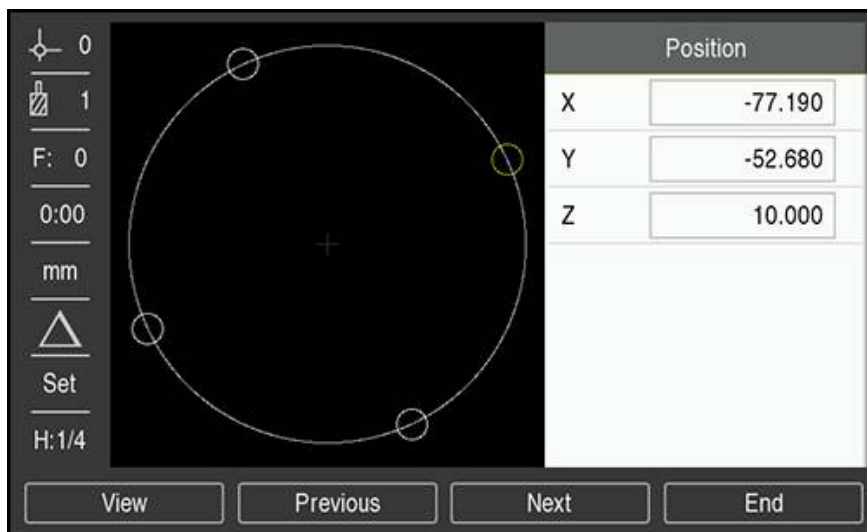 0
1
F: 0
0:00
mm
Set
H:1/4
Position
X -77.190
Y -52.680
Z 10.000
View Previous Next End